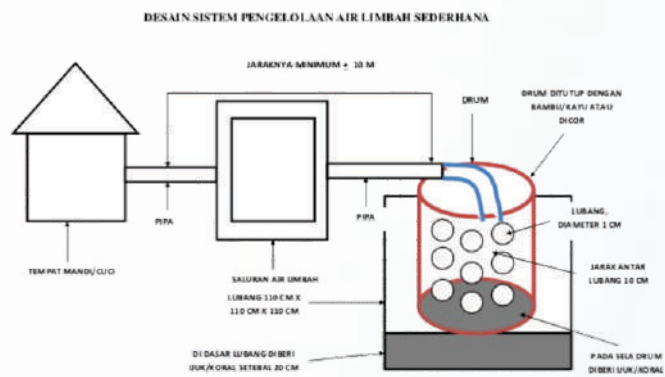 DESAIN SISTEM PENGELOLAAN AIR LIMBAH SEDERHANA
JARAKNYA MINIMUM ± 10 M
DRUM
DRUM DITUTUP DENGAN
BAMBU/KAYU ATAU
DICOR
PIPA
PIPA
LUBANG,
DIAMETER 1 CM
TEMPAT MANDI/CUCI
SALURAN AIR LIMBAH
JARAK ANTAR
LUBANG 10 CM
LUBANG 110 CM X
110 CM X 110 CM
DI DASAR LUBANG DIBERI
IJUK/KORAL SETEBAL 20 CM
PADA SELA DRUM
DIBERI IJUK/KORAL